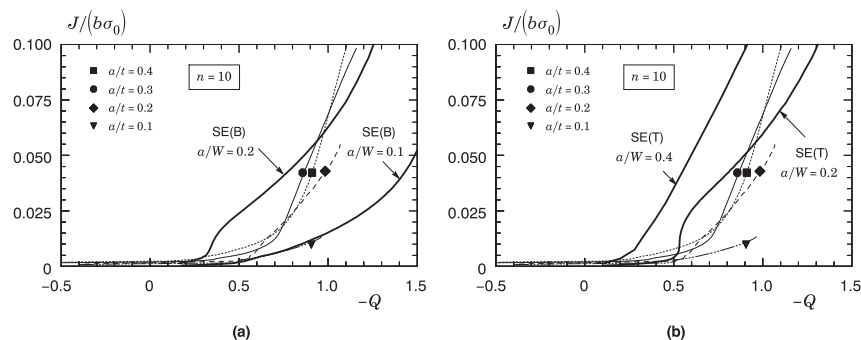 J/(bσ₀)
0.100
0.075
0.050
0.025
0
a/t = 0.4
a/t = 0.3
a/t = 0.2
a/t = 0.1
n = 10
SE(B)
a/W = 0.2
SE(B)
a/W = 0.1
−0.5
0
0.5
1.0
1.5
−Q
(a)
J/(bσ₀)
0.100
0.075
0.050
0.025
0
a/t = 0.4
a/t = 0.3
a/t = 0.2
a/t = 0.1
n = 10
SE(T)
a/W = 0.4
SE(T)
a/W = 0.2
−0.5
0
0.5
1.0
1.5
−Q
(b)